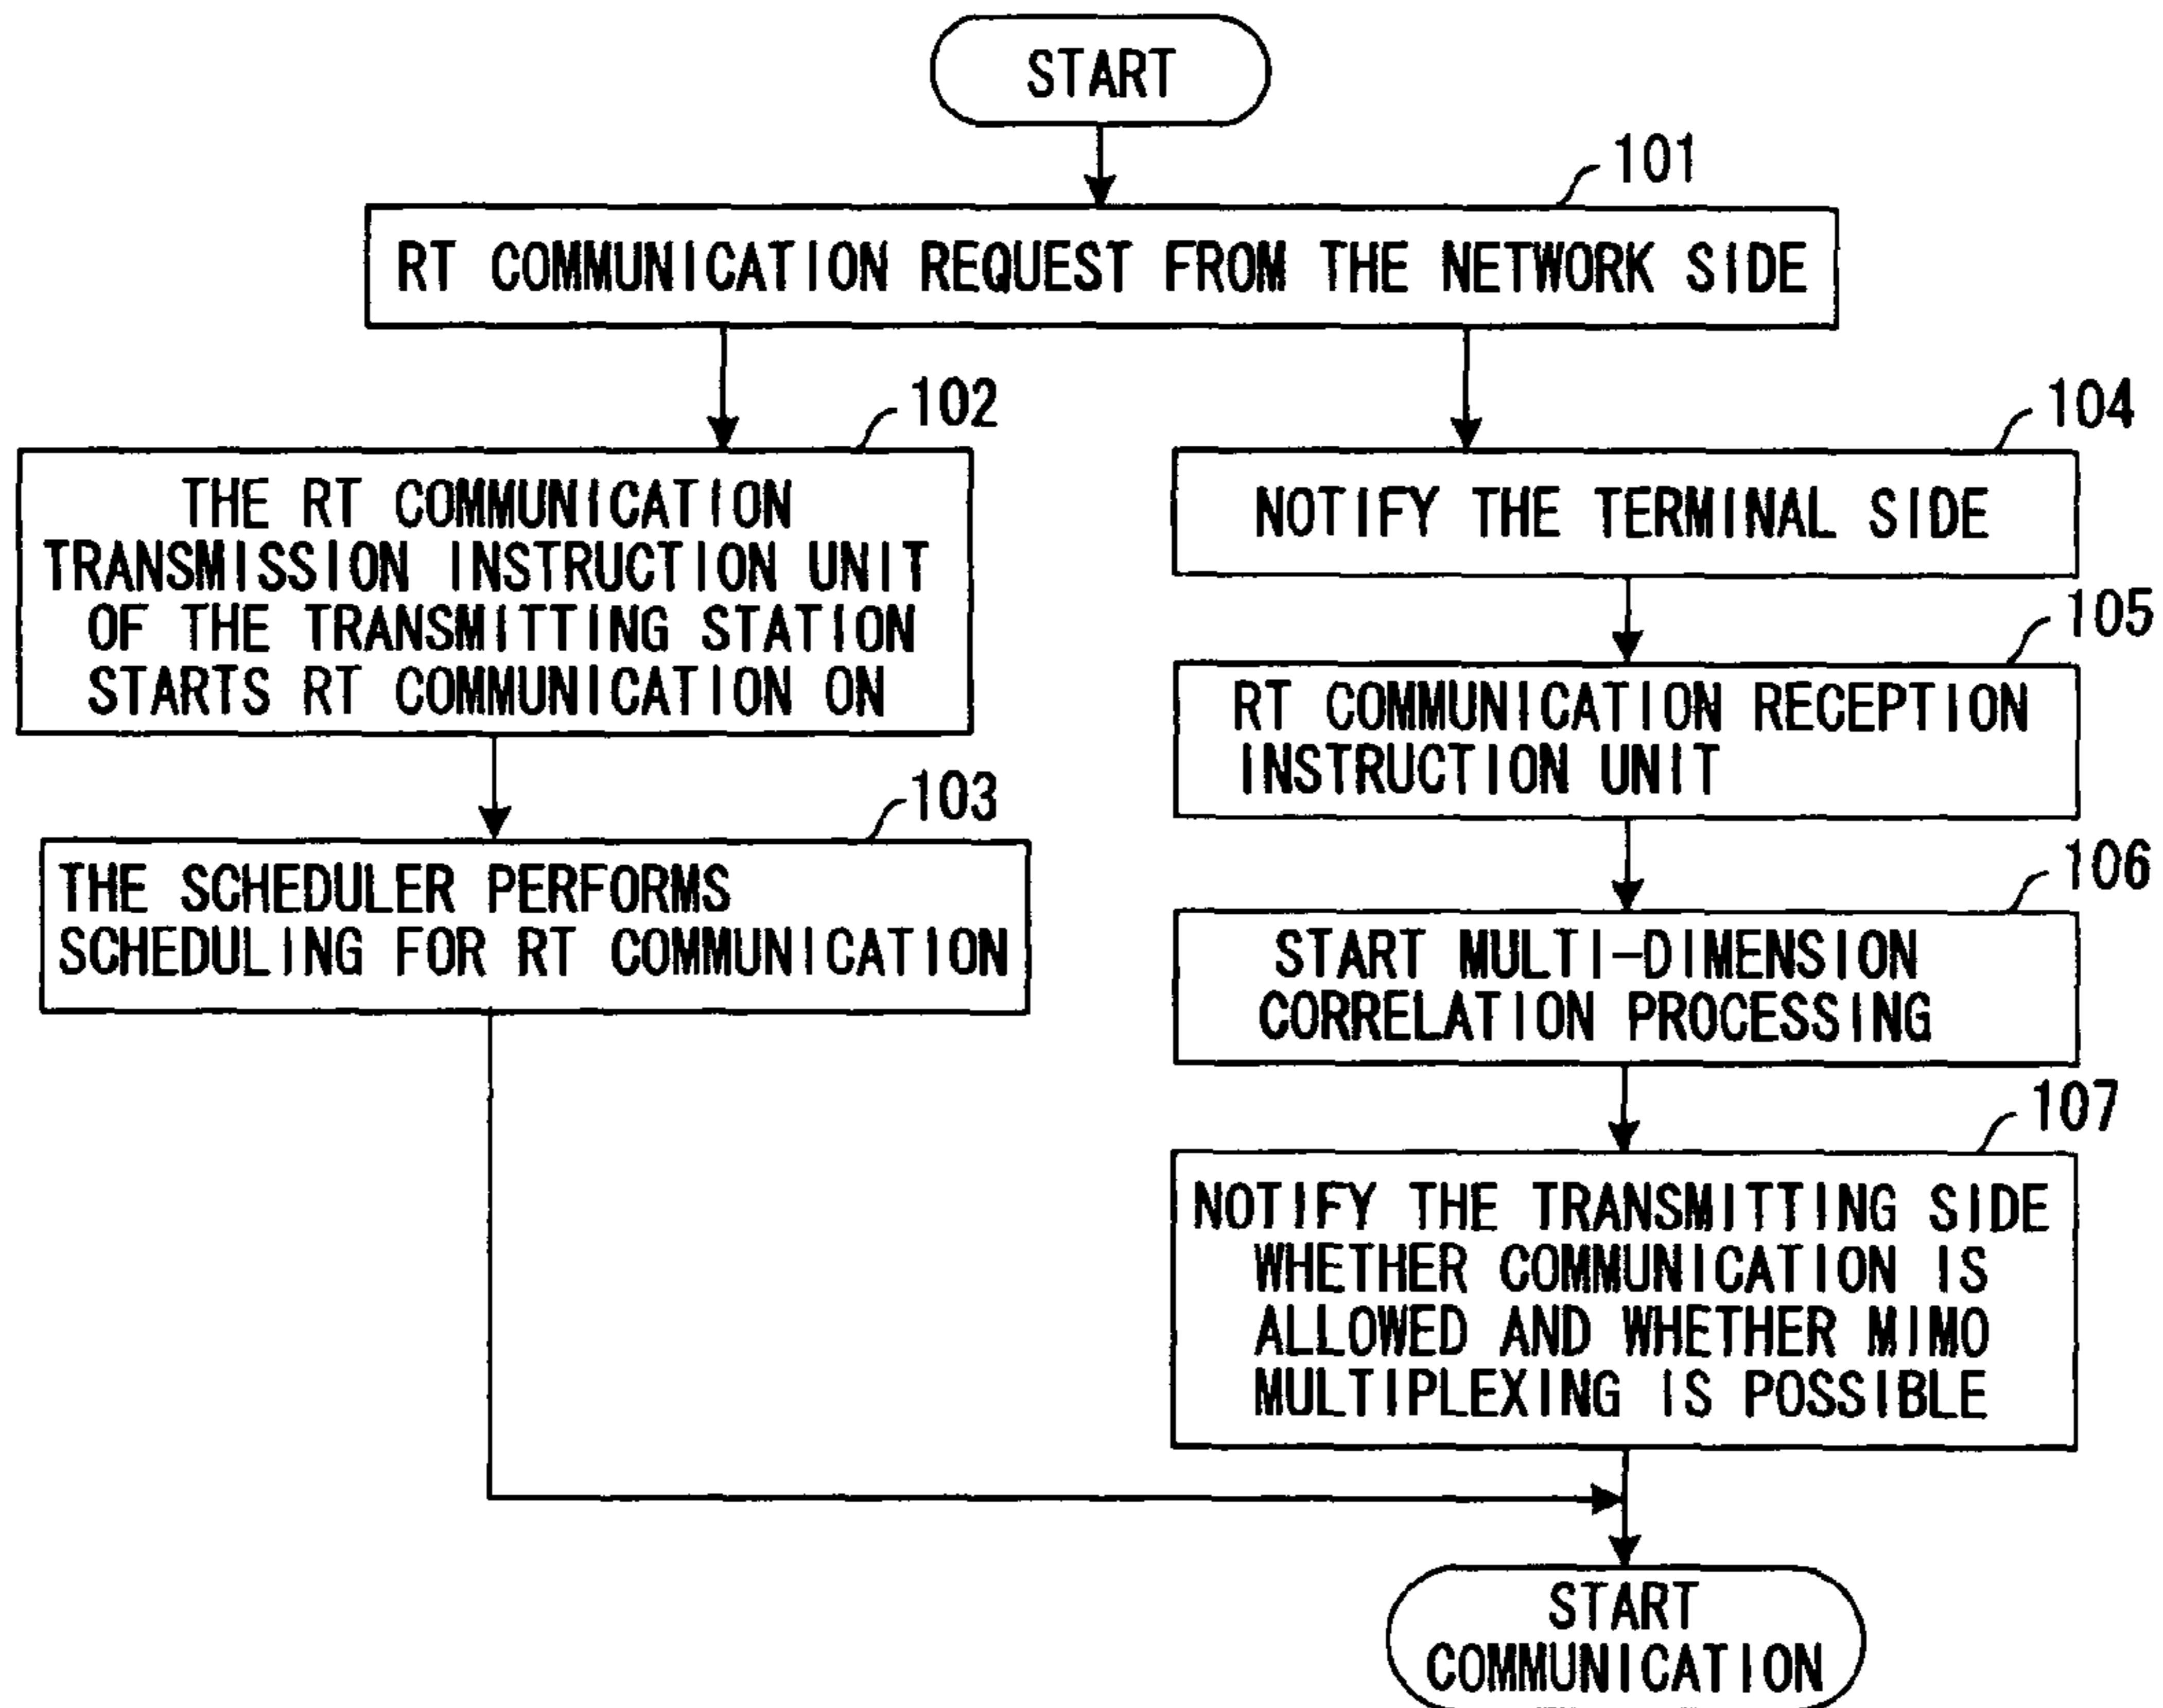 START
101
RT COMMUNICATION REQUEST FROM THE NETWORK SIDE
102
THE RT COMMUNICATION
TRANSMISSION INSTRUCTION UNIT
OF THE TRANSMITTING STATION
STARTS RT COMMUNICATION ON
103
THE SCHEDULER PERFORMS
SCHEDULING FOR RT COMMUNICATION
104
NOTIFY THE TERMINAL SIDE
105
RT COMMUNICATION RECEPTION
INSTRUCTION UNIT
106
START MULTI-DIMENSION
CORRELATION PROCESSING
107
NOTIFY THE TRANSMITTING SIDE
WHETHER COMMUNICATION IS
ALLOWED AND WHETHER MIMO
MULTIPLEXING IS POSSIBLE
START
COMMUNICATION